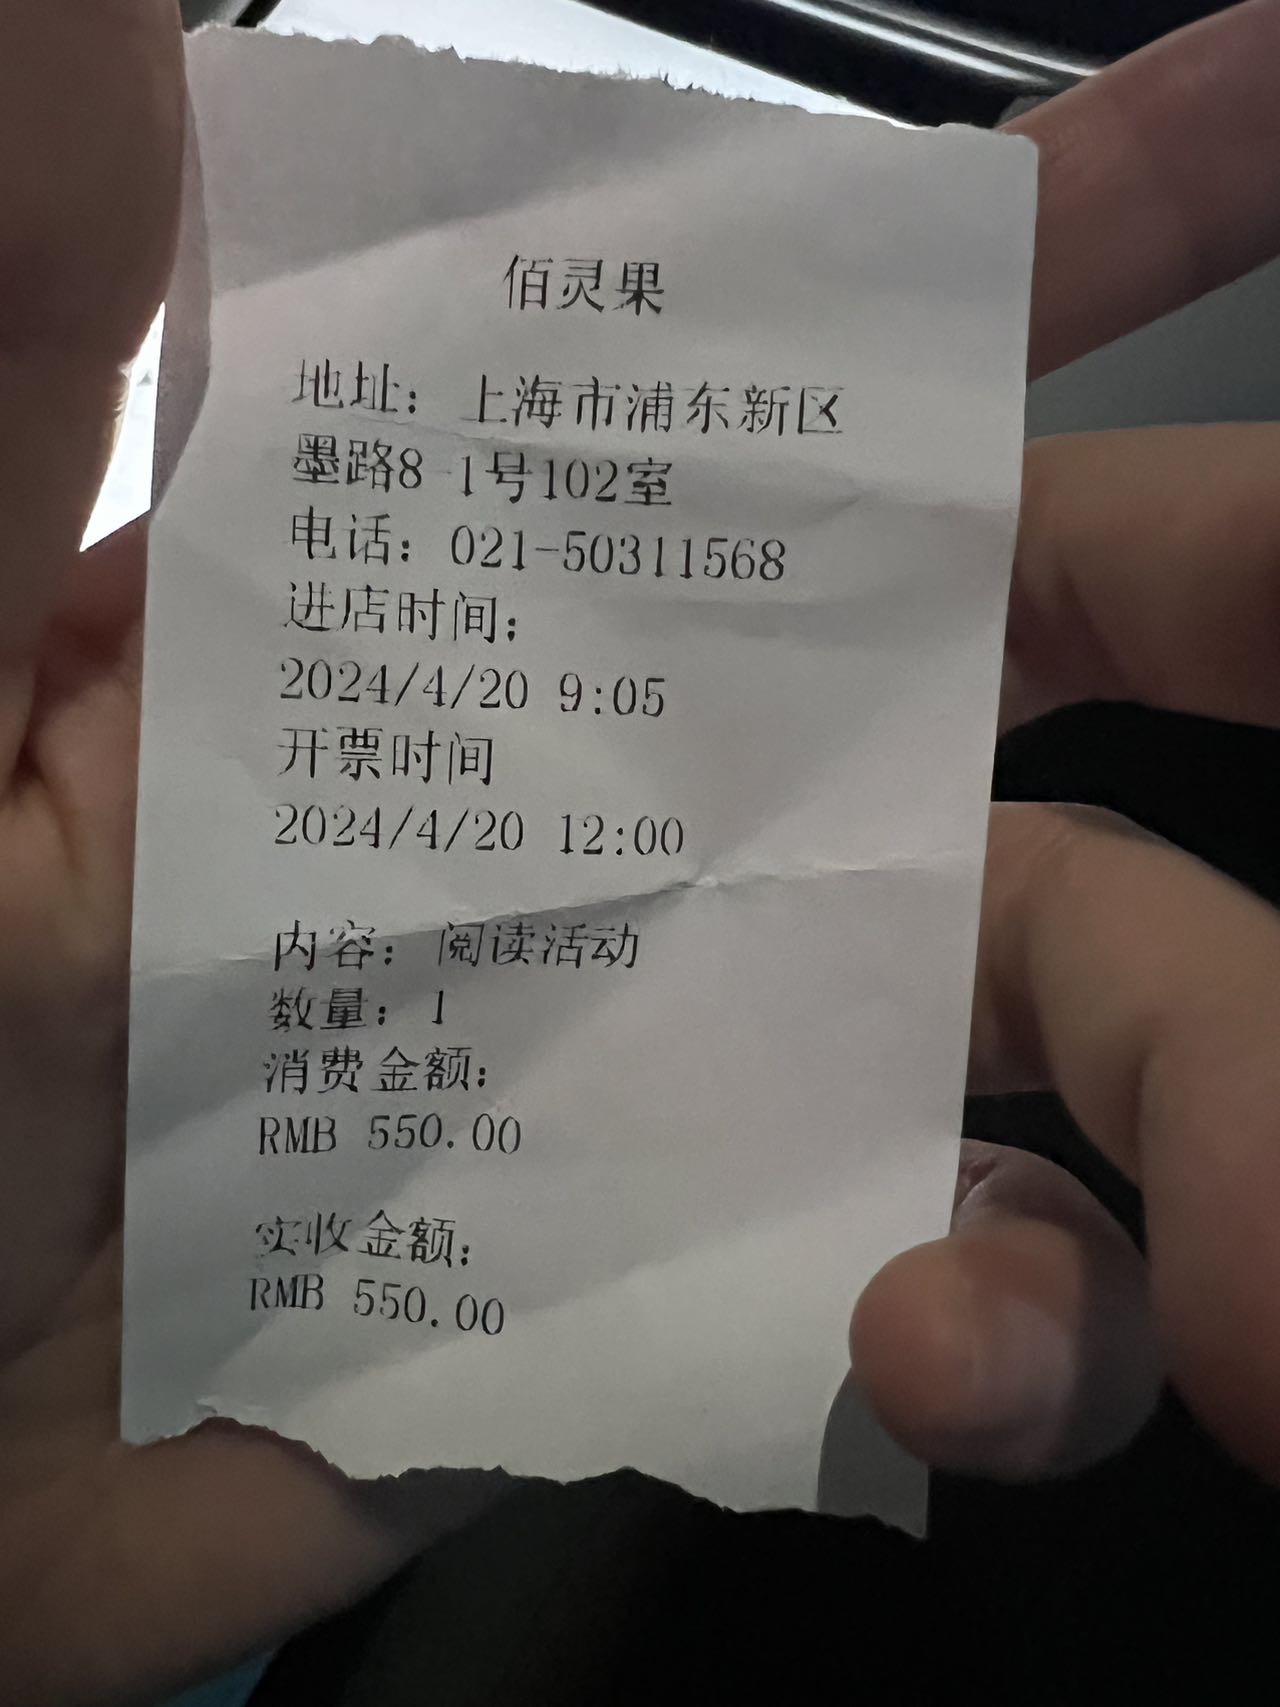 佰灵果
地址：上海市浦东新区
墨路8 1号102室
电话：021-50311568
进店时间：
2024/4/20 9:05
开票时间
2024/4/20 12:00
内容：阅读活动
数量：1
消费金额：
RMB 550.00
实收金额：
RMB 550.00